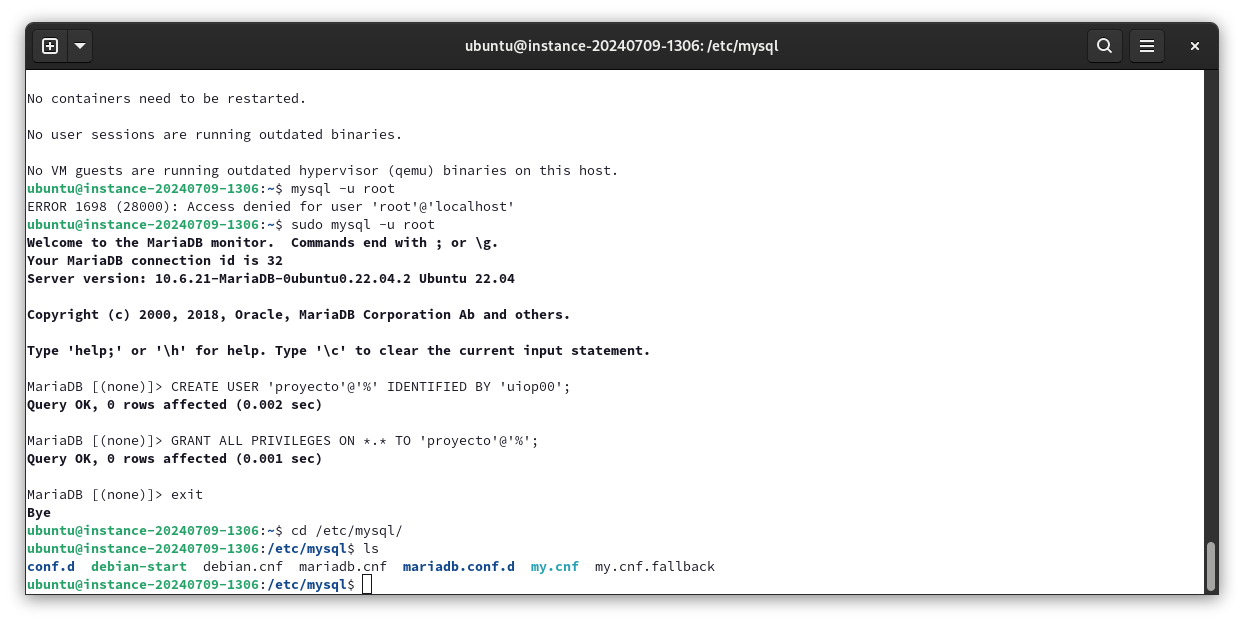 ubuntu@instance-20240709-1306: /etc/mysql
No containers need to be restarted.
No user sessions are running outdated binaries.
No VM guests are running outdated hypervisor (qemu) binaries on this host.
ubuntu@instance-20240709-1306:~$ mysql -u root
ERROR 1698 (28000): Access denied for user 'root'@'localhost'
ubuntu@instance-20240709-1306:~$ sudo mysql -u root
Welcome to the MariaDB monitor.  Commands end with ; or \g.
Your MariaDB connection id is 32
Server version: 10.6.21-MariaDB-0ubuntu0.22.04.2 Ubuntu 22.04
Copyright (c) 2000, 2018, Oracle, MariaDB Corporation Ab and others.
Type 'help;' or '\h' for help. Type '\c' to clear the current input statement.
MariaDB [(none)]> CREATE USER 'proyecto'@'%' IDENTIFIED BY 'uiop00';
Query OK, 0 rows affected (0.002 sec)
MariaDB [(none)]> GRANT ALL PRIVILEGES ON *.* TO 'proyecto'@'%';
Query OK, 0 rows affected (0.001 sec)
MariaDB [(none)]> exit
Bye
ubuntu@instance-20240709-1306:~$ cd /etc/mysql/
ubuntu@instance-20240709-1306:/etc/mysql$ ls
conf.d  debian-start  debian.cnf  mariadb.cnf  mariadb.conf.d  my.cnf  my.cnf.fallback
ubuntu@instance-20240709-1306:/etc/mysql$